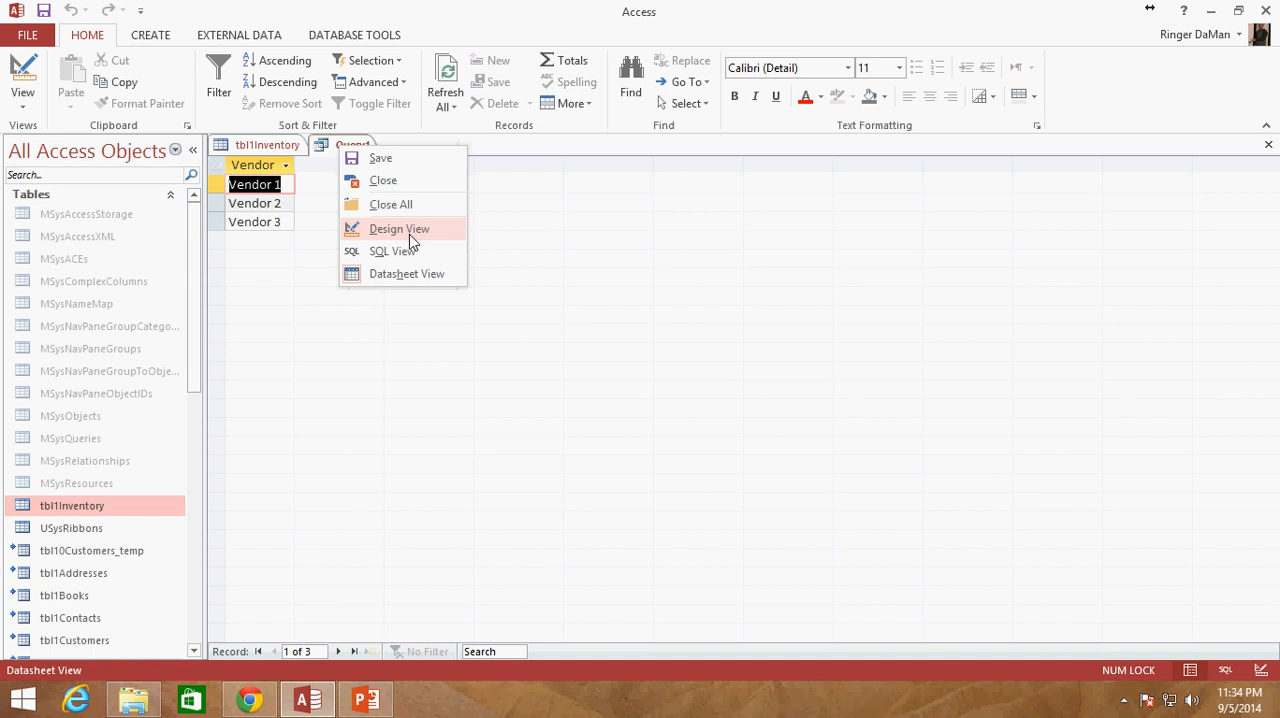 Access
Ringer DaMan
FILE HOME CREATE EXTERNAL DATA DATABASE TOOLS
View
Views
Paste
Cut
Copy
Format Painter
Clipboard
Filter
Ascending
Descending
Remove Sort
Selection
Advanced
Toggle Filter
Sort & Filter
Refresh
All
New
Save
Delete
Totals
Spelling
More
Records
Find
Replace
Go To
Select
Find
Calibri (Detail) 11
B I U A
Text Formatting
All Access Objects
Search...
Tables
MSysAccessStorage
MSysAccessXML
MSysACEs
MSysComplexColumns
MSysNameMap
MSysNavPaneGroupCatego...
MSysNavPaneGroups
MSysNavPaneGroupToObje...
MSysNavPaneObjectIDs
MSysObjects
MSysQueries
MSysRelationships
MSysResources
tbl1Inventory
USysRibbons
tbl10Customers_temp
tbl1Addresses
tbl1Books
tbl1Contacts
tbl1Customers
tbl1Inventory Query1
Vendor
Vendor 1
Vendor 2
Vendor 3
Save
Close
Close All
Design View
SQL SQL View
Datasheet View
Record: 1 of 3 No Filter Search
Datasheet View
NUM LOCK SQL
11:34 PM
9/5/2014